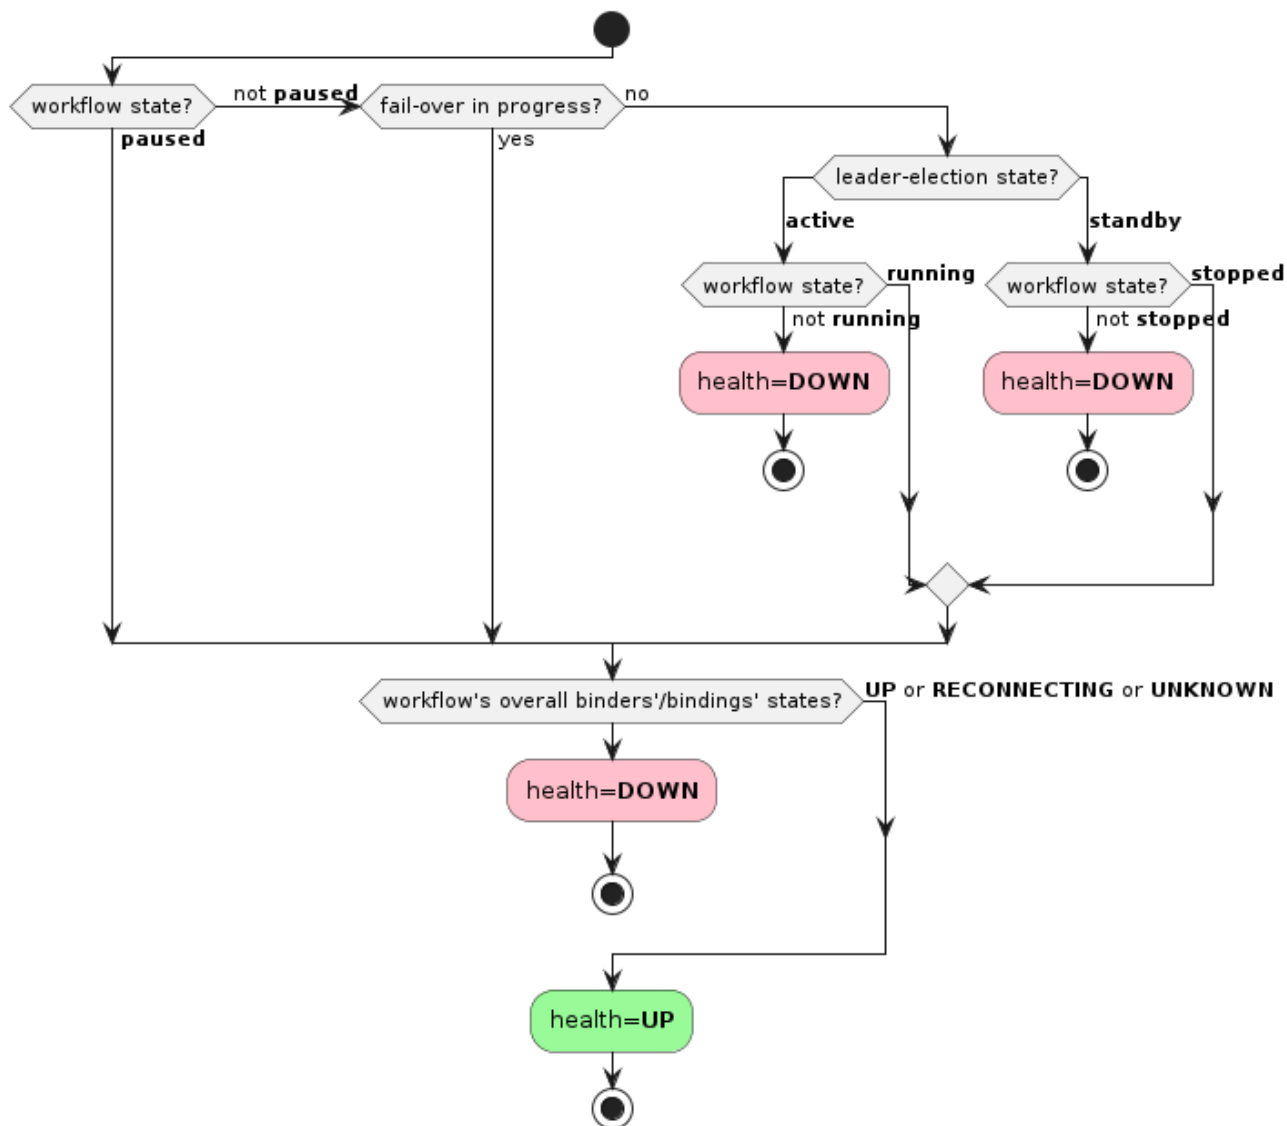 workflow state?
not paused
fail-over in progress?
no
paused
yes
leader-election state?
active
standby
workflow state?
running
workflow state?
stopped
not running
not stopped
health=DOWN
health=DOWN
workflow's overall binders'/bindings' states?
UP or RECONNECTING or UNKNOWN
health=DOWN
health=UP